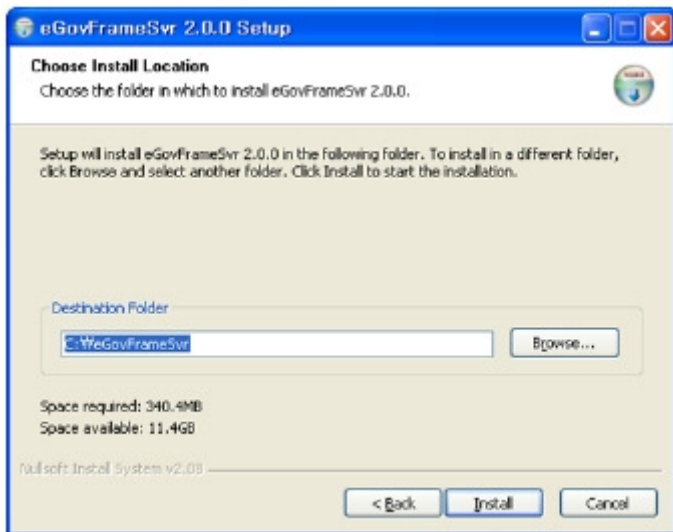 eGovFrameSvr 2.0.0 Setup
Choose Install Location
Choose the folder in which to install eGovFrameSvr 2.0.0.
Setup will install eGovFrameSvr 2.0.0 in the following folder. To install in a different folder,
click Browse and select another folder. Click Install to start the installation.
Destination Folder
C:₩eGovFrameSvr
Browse...
Space required: 340.4MB
Space available: 11.4GB
Nullsoft Install System v2.08
< Back
Install
Cancel